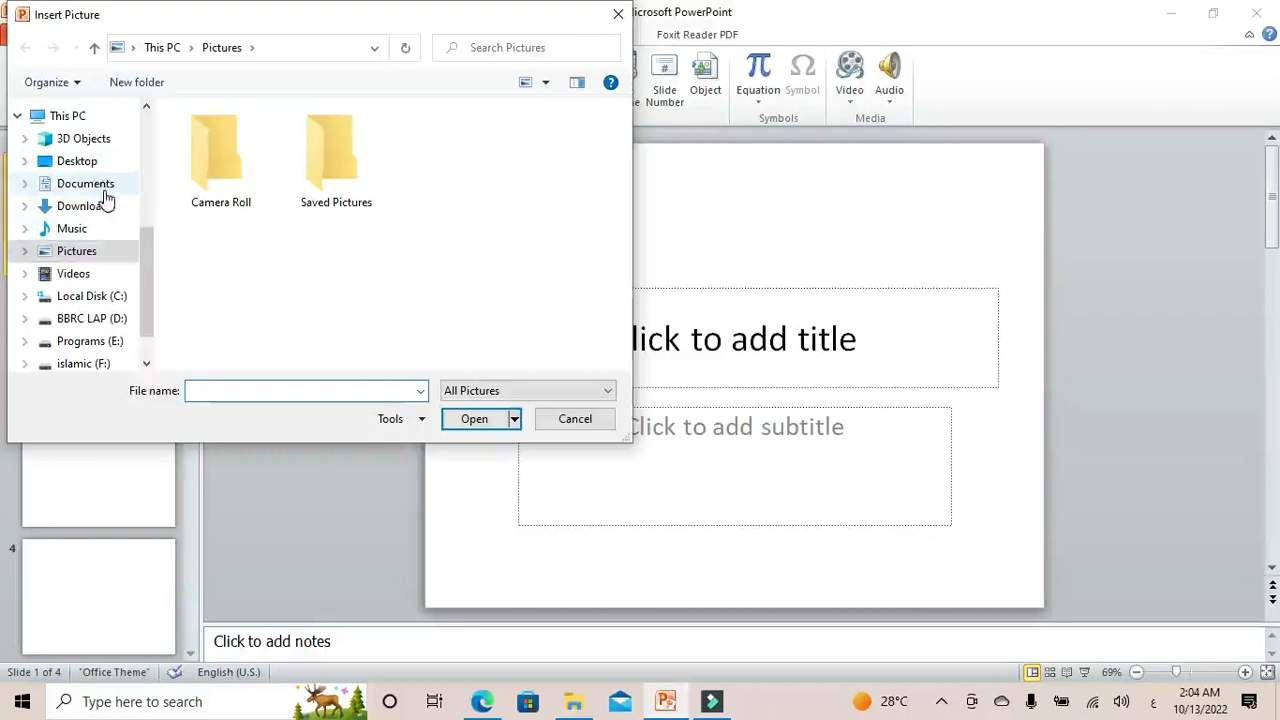 Insert Picture
icrosoft PowerPoint
Foxit Reader PDF
This PC
Pictures
Search Pictures
Organize
New folder
Slide
Number
Object
Equation
Symbol
Video
Audio
Symbols
Media
This PC
3D Objects
Desktop
Documents
Downloa
Music
Pictures
Videos
Local Disk (C:)
BBRC LAP (D:)
Programs (E:)
islamic (F:)
Camera Roll
Saved Pictures
File name:
All Pictures
Tools
Open
Cancel
lick to add title
Click to add subtitle
4
Click to add notes
Slide 1 of 4
"Office Theme"
English (U.S.)
69%
Type here to search
28°C
ع
2:04 AM
10/13/2022